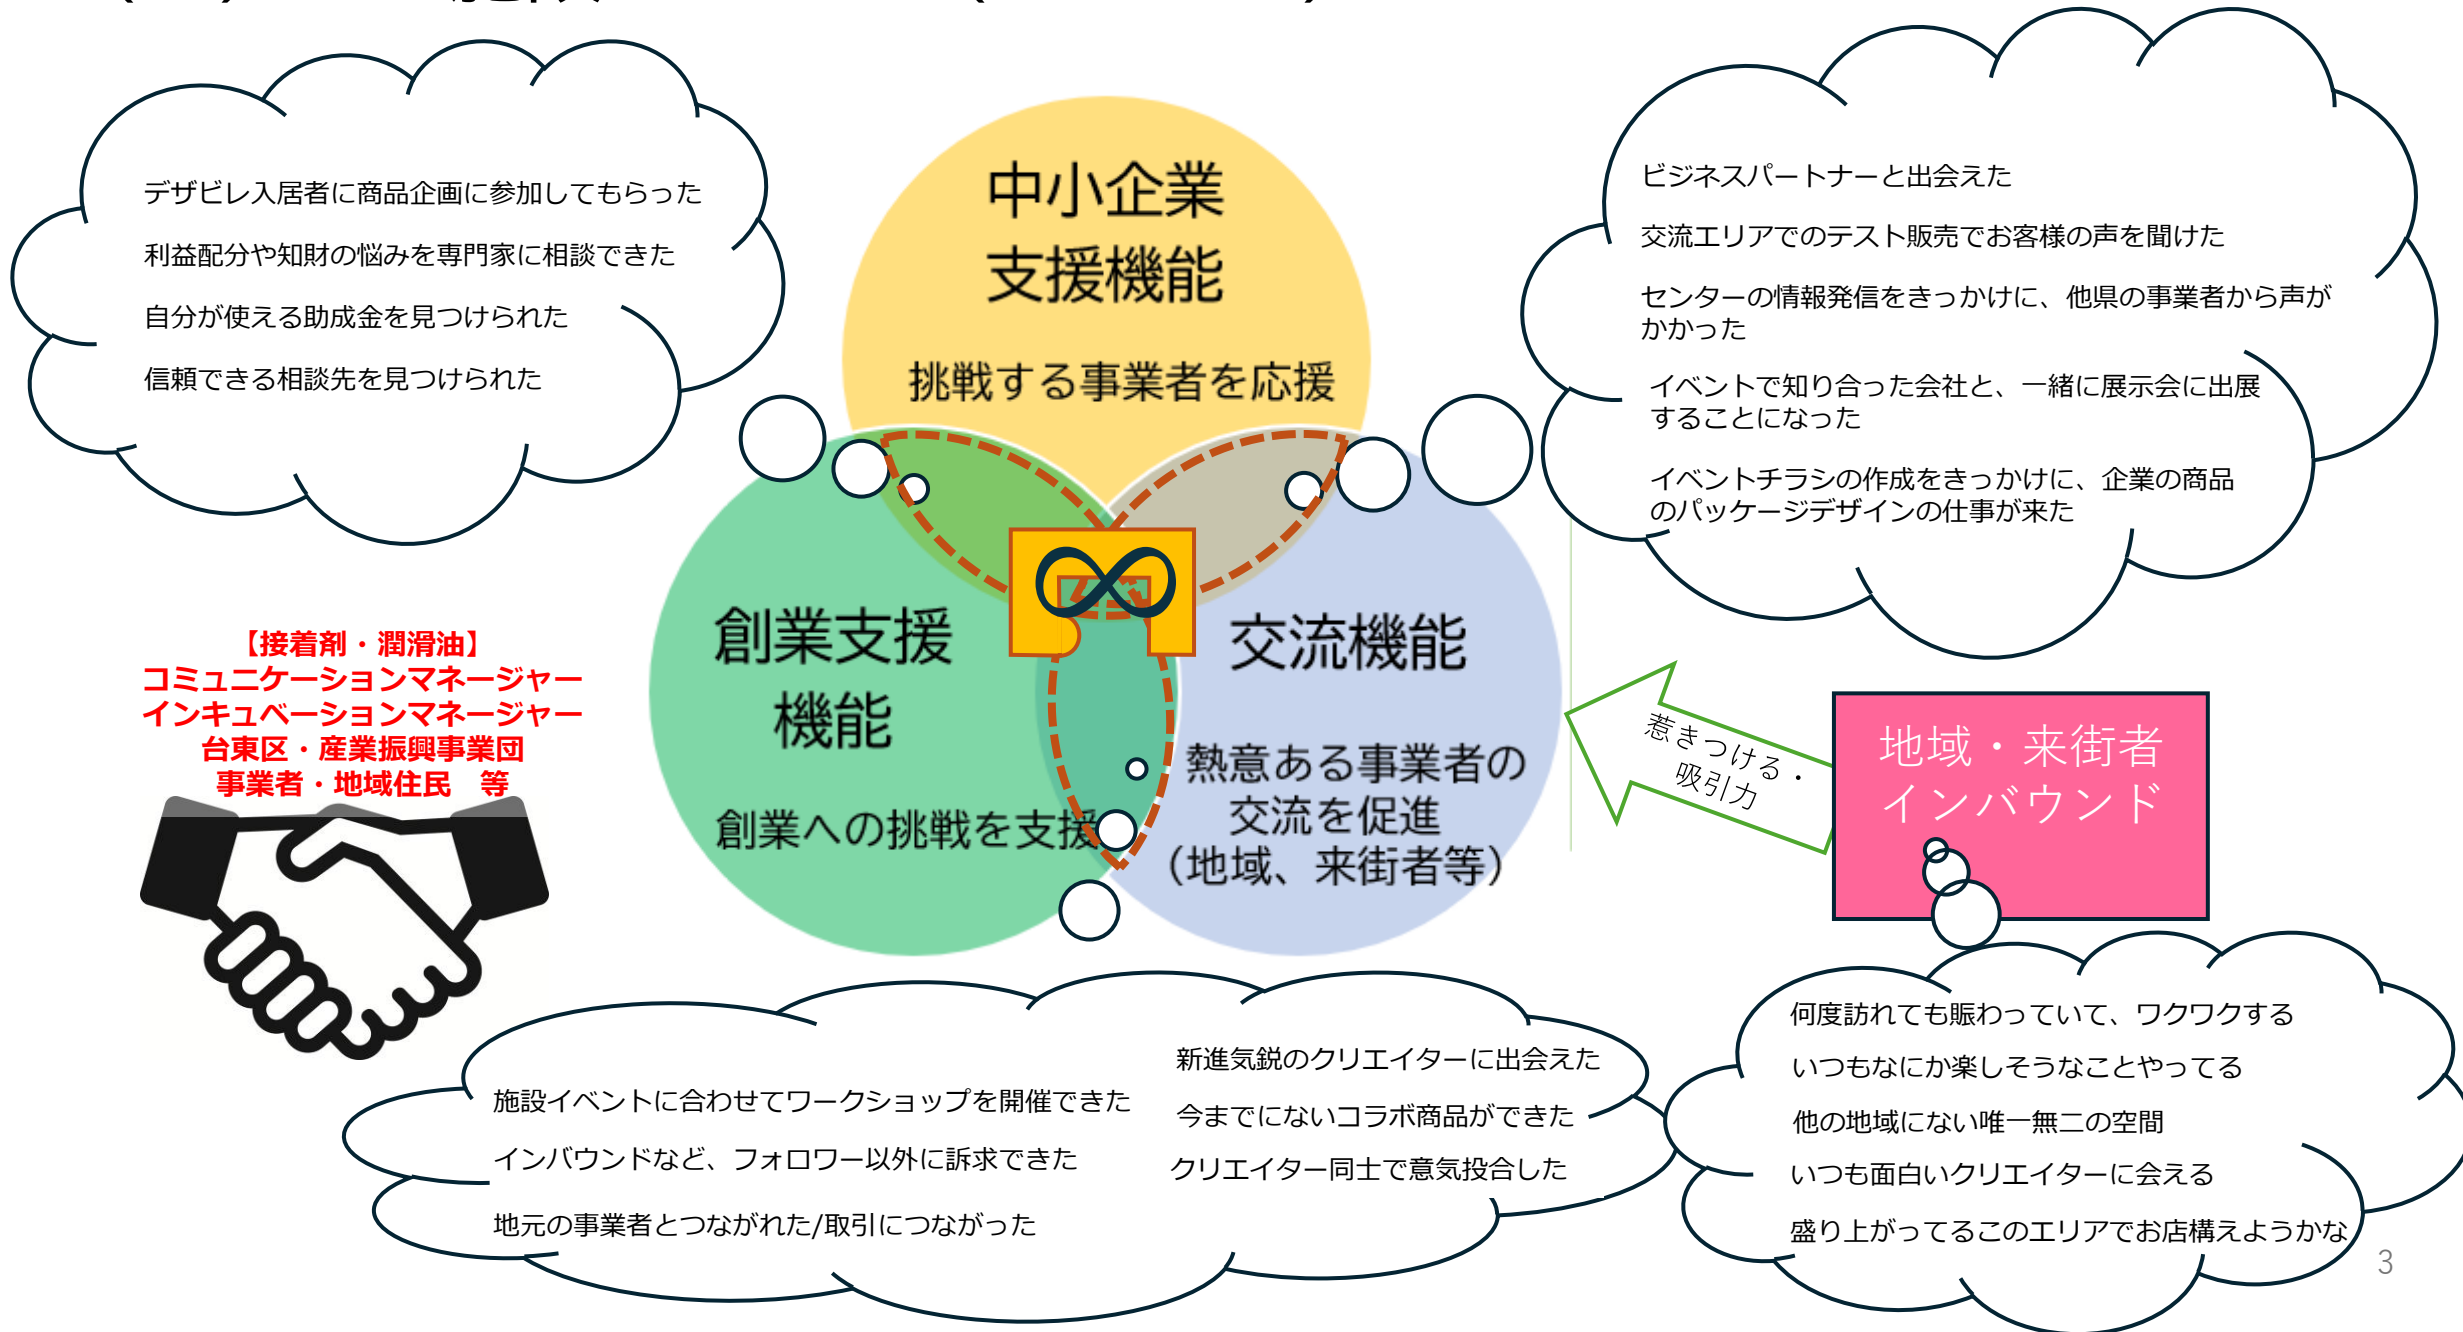 デザビレ入居者に商品企画に参加してもらった
利益配分や知財の悩みを専門家に相談できた
自分が使える助成金を見つけられた
信頼できる相談先を見つけられた
中小企業
支援機能
挑戦する事業者を応援
ビジネスパートナーと出会えた
交流エリアでのテスト販売でお客様の声を聞けた
センターの情報発信をきっかけに、他県の事業者から声が
かかった
イベントで知り合った会社と、一緒に展示会に出展
することになった
イベントチラシの作成をきっかけに、企業の商品
のパッケージデザインの仕事が来た
【接着剤・潤滑油】
コミュニケーションマネージャー
インキュベーションマネージャー
台東区・産業振興事業団
事業者・地域住民　等
創業支援
機能
創業への挑戦を支援
交流機能
熱意ある事業者の
交流を促進
（地域、来街者等）
惹きつける・
吸引力
地域・来街者
インバウンド
施設イベントに合わせてワークショップを開催できた
インバウンドなど、フォロワー以外に訴求できた
地元の事業者とつながれた/取引につながった
新進気鋭のクリエイターに出会えた
今までにないコラボ商品ができた
クリエイター同士で意気投合した
何度訪れても賑わっていて、ワクワクする
いつもなにか楽しそうなことやってる
他の地域にない唯一無二の空間
いつも面白いクリエイターに会える
盛り上がってるこのエリアでお店構えようかな
3